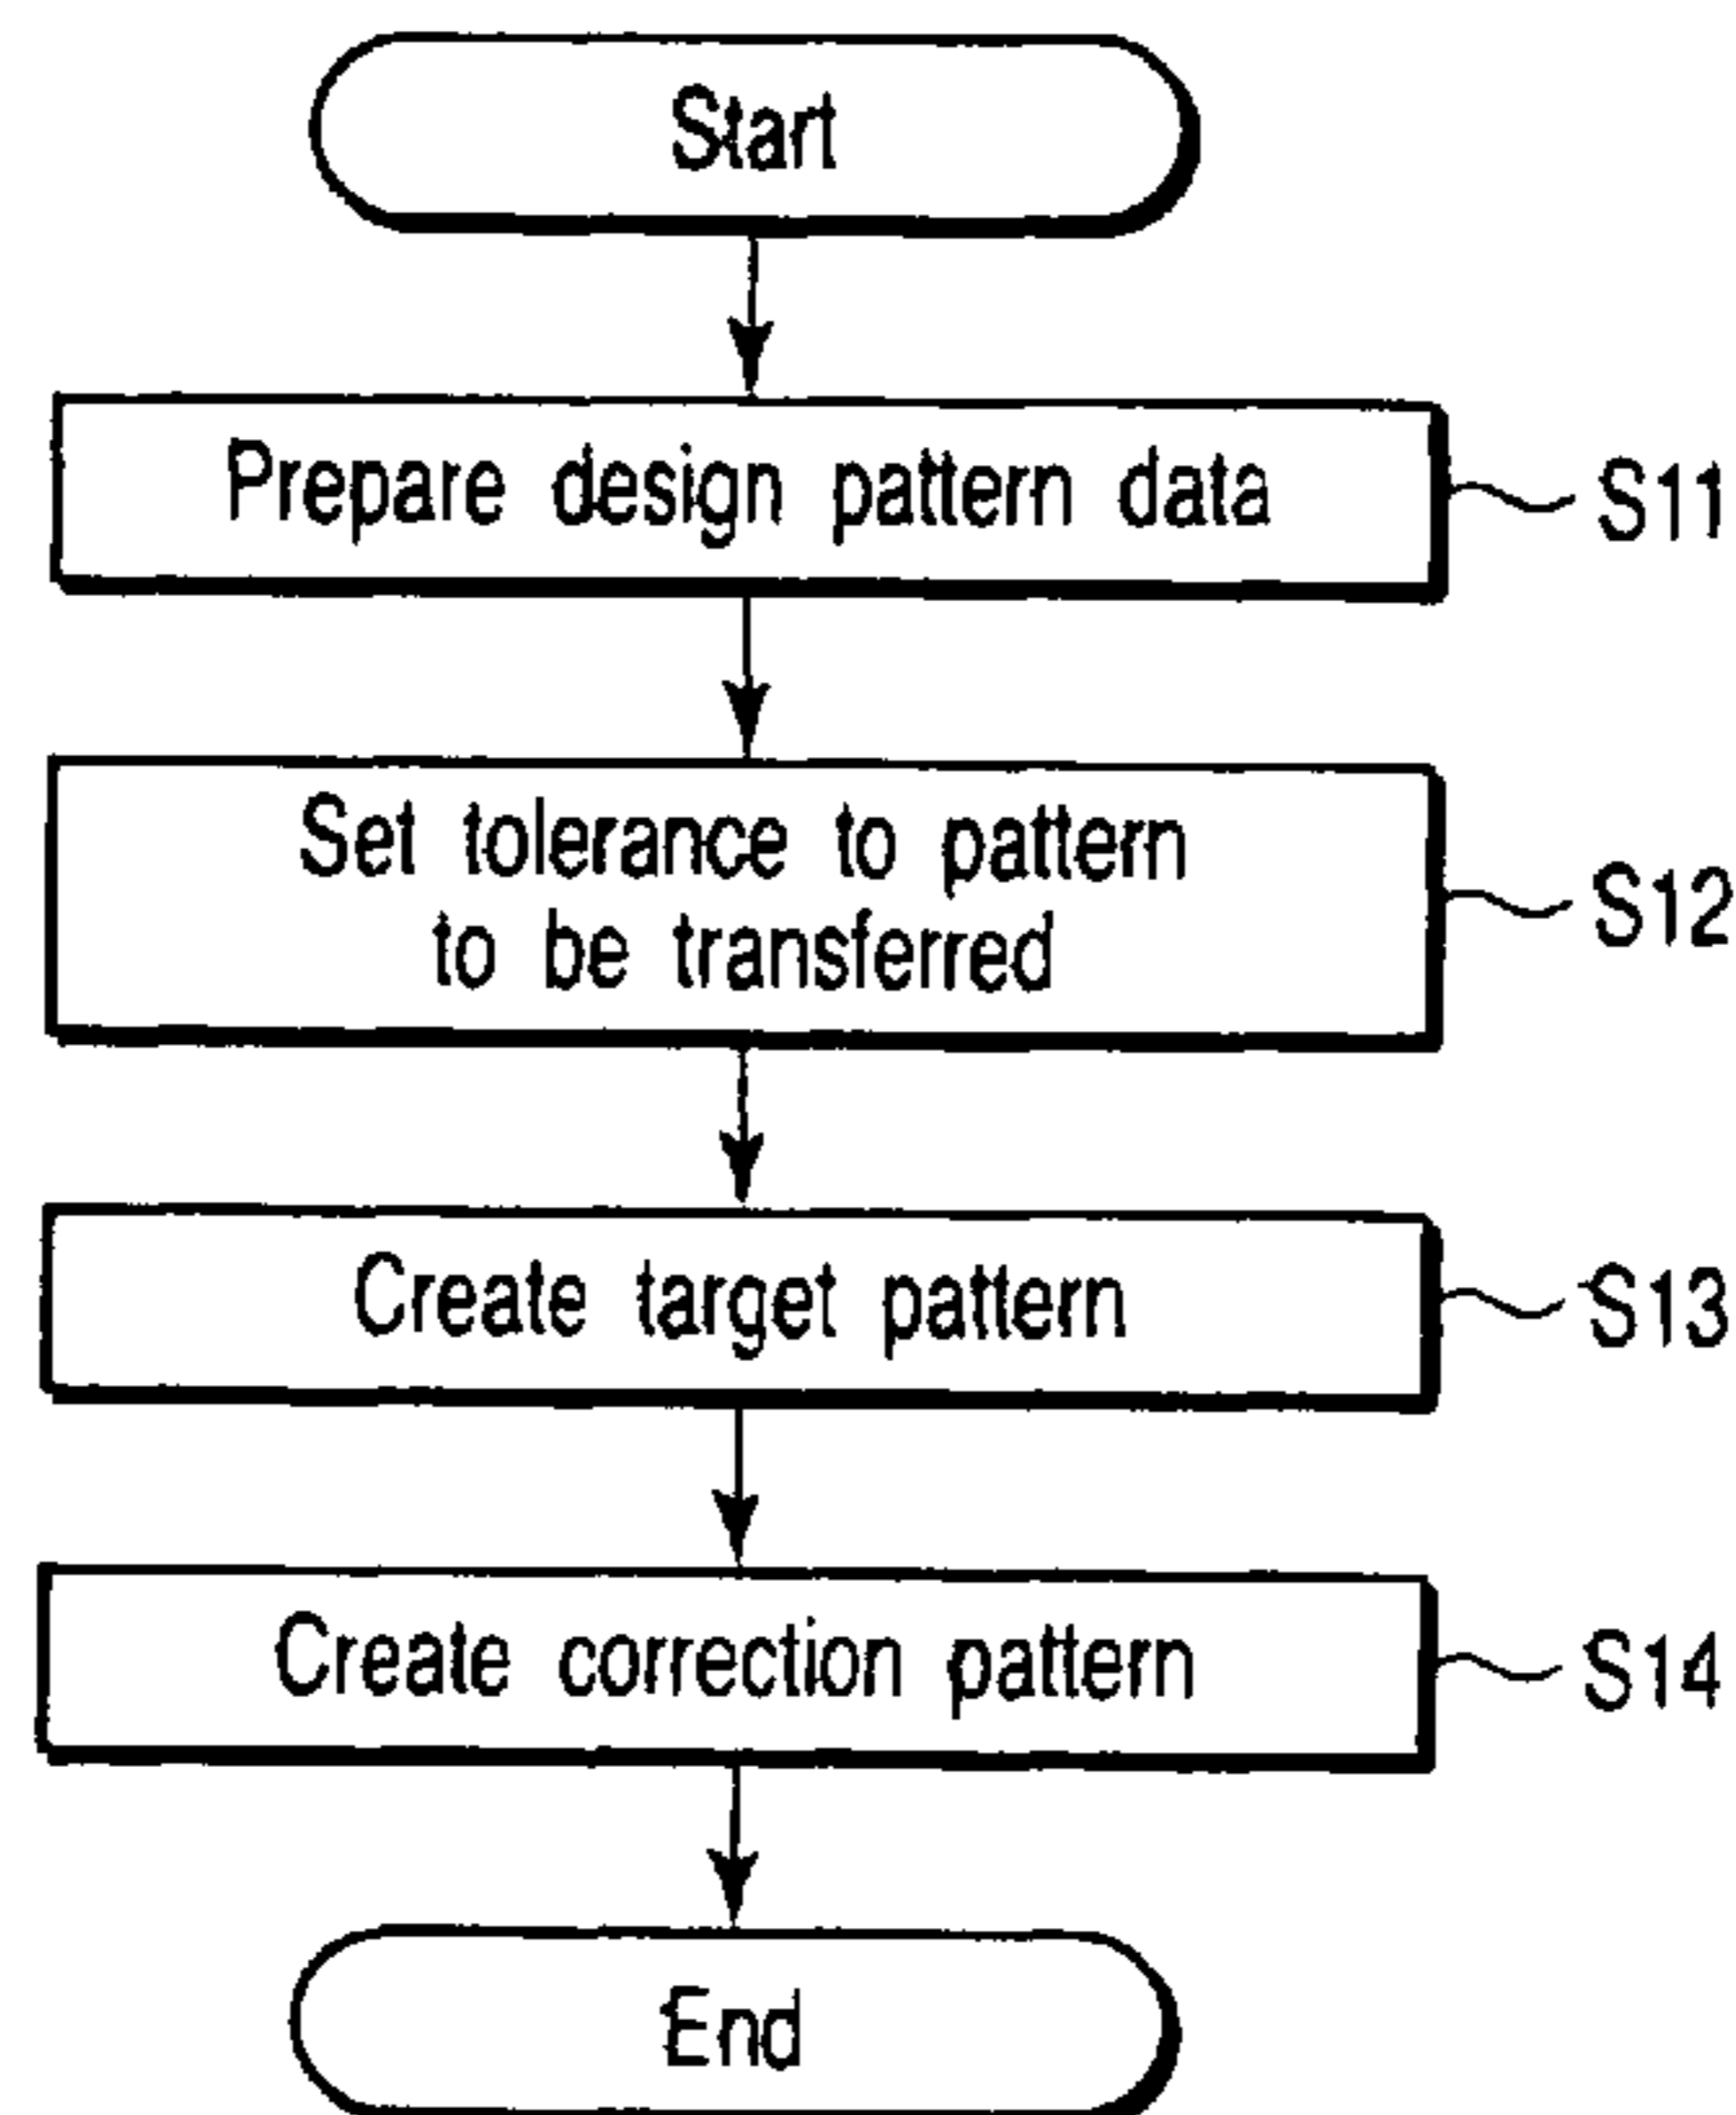 Start
Prepare design pattern data
S11
Set tolerance to pattern
to be transferred
S12
Create target pattern
S13
Create correction pattern
S14
End